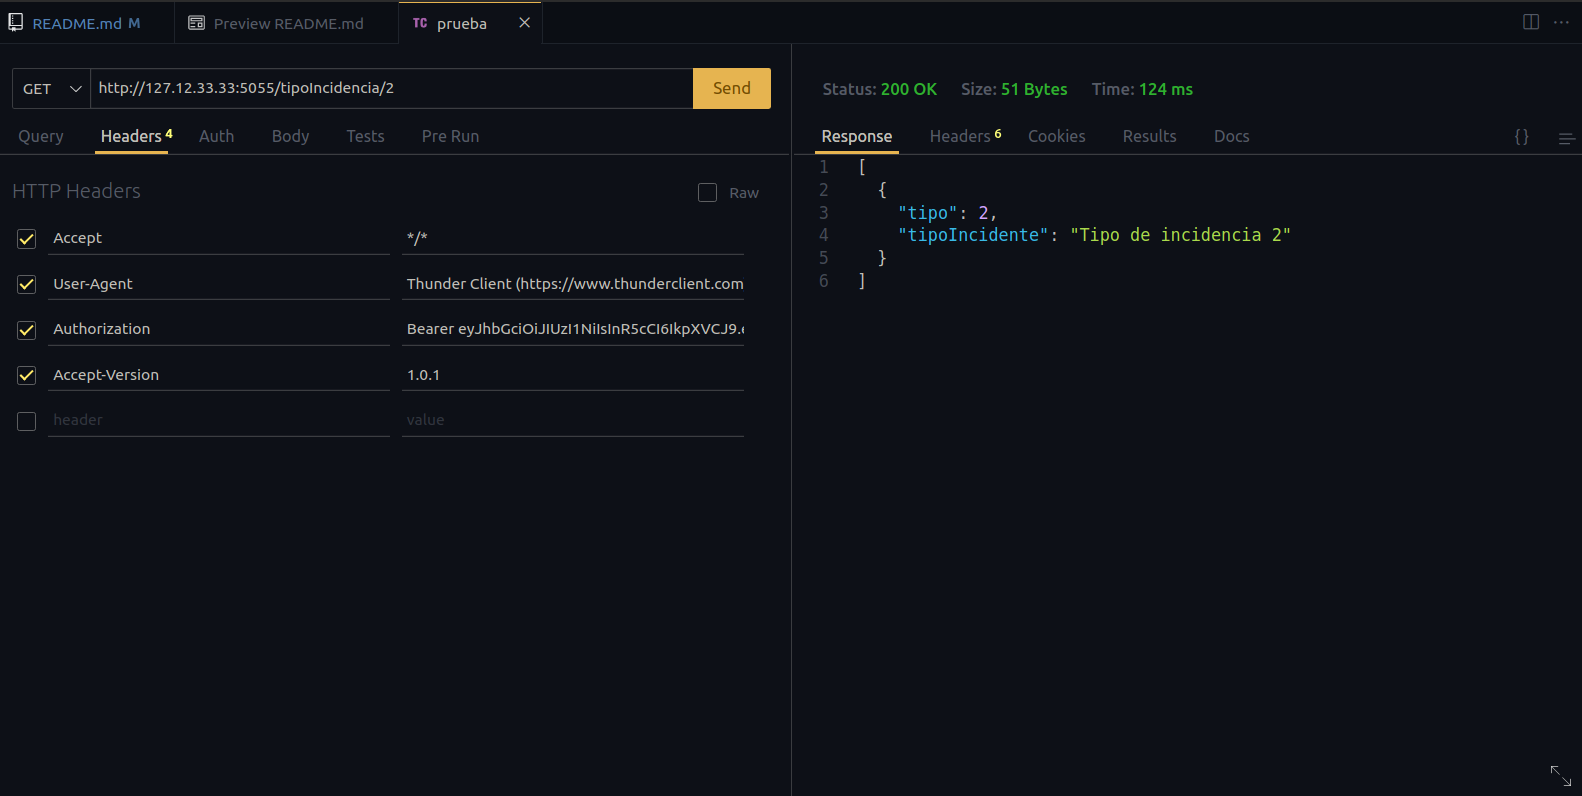 README.md M Preview README.md TC prueba
GET http://127.12.33.33:5055/tipoIncidencia/2 Send
Query Headers 4 Auth Body Tests Pre Run
HTTP Headers Raw
Accept */*
User-Agent Thunder Client (https://www.thunderclient.com
Authorization Bearer eyJhbGciOiJIUzI1NiIsInR5cCI6IkpXVCJ9.e
Accept-Version 1.0.1
header value
Status: 200 OK Size: 51 Bytes Time: 124 ms
Response Headers 6 Cookies Results Docs {}
1 [
2 {
3 "tipo": 2,
4 "tipoIncidente": "Tipo de incidencia 2"
5 }
6 ]